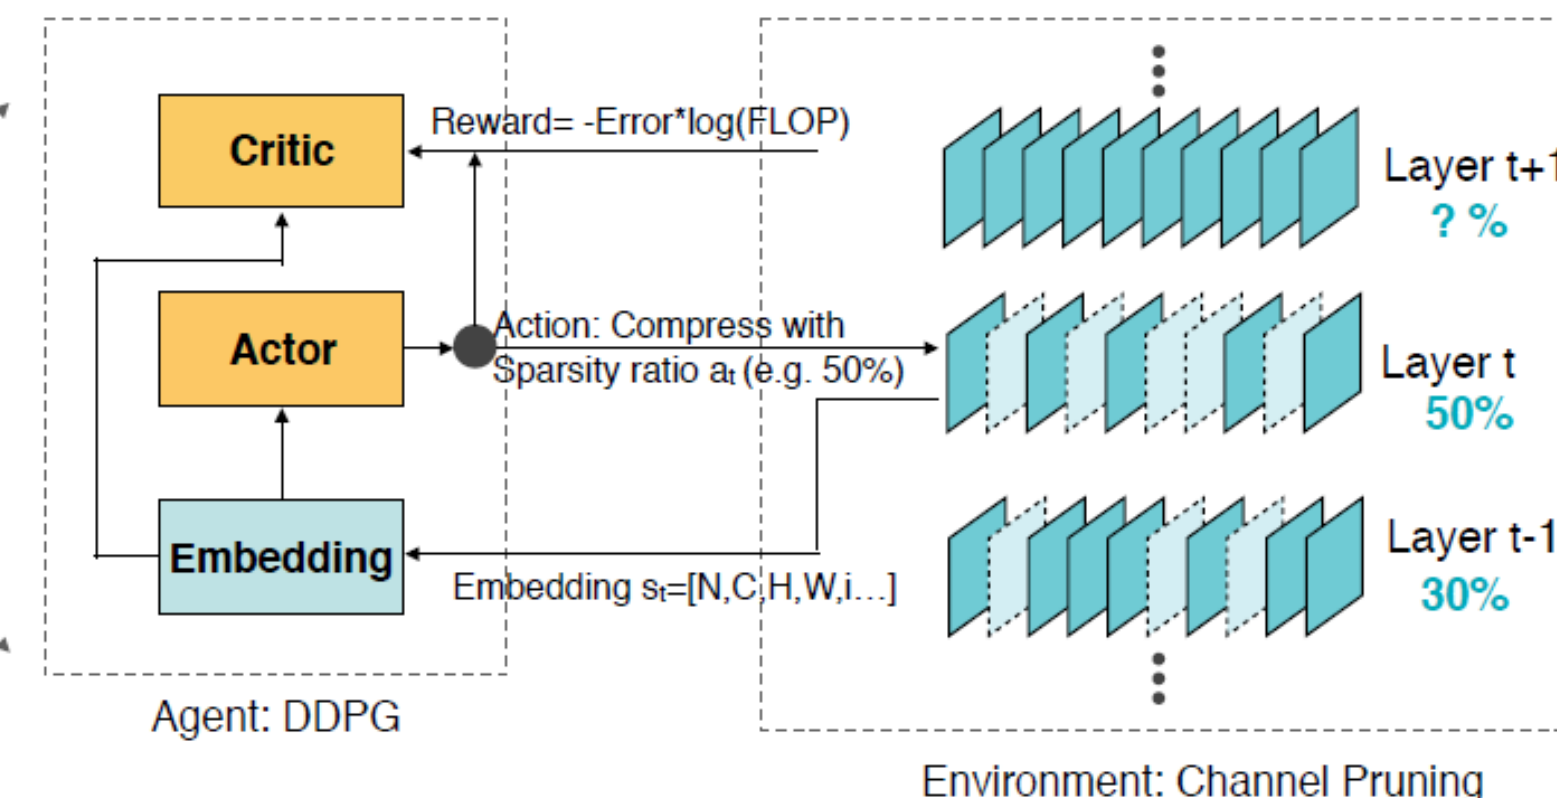 Critic
Reward= -Error*log(FLOP)
Layer t+1
? %
Actor
Action: Compress with
Sparsity ratio aₜ (e.g. 50%)
Layer t
50%
Embedding
Embedding sₜ=[N,C,H,W,i…]
Layer t-1
30%
Agent: DDPG
Environment: Channel Pruning